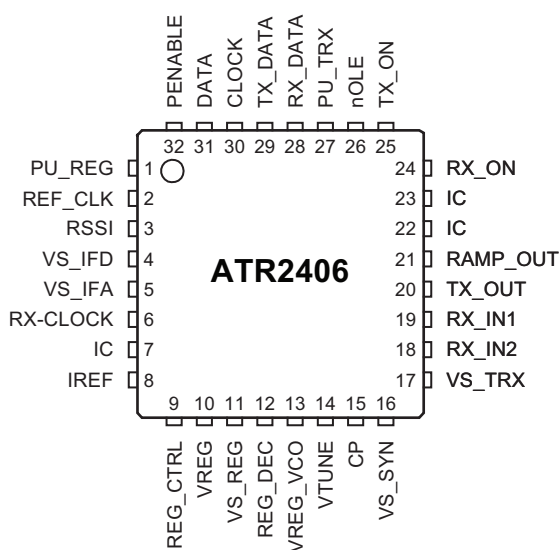 PENABLE
DATA
CLOCK
TX_DATA
RX_DATA
PU_TRX
nOLE
TX_ON
32 31 30 29 28 27 26 25
PU_REG 1 24 RX_ON
REF_CLK 2 23 IC
RSSI 3 22 IC
VS_IFD 4 21 RAMP_OUT
ATR2406
VS_IFA 5 20 TX_OUT
RX-CLOCK 6 19 RX_IN1
IC 7 18 RX_IN2
IREF 8 17 VS_TRX
9 10 11 12 13 14 15 16
REG_CTRL
VREG
VS_REG
REG_DEC
VREG_VCO
VTUNE
CP
VS_SYN